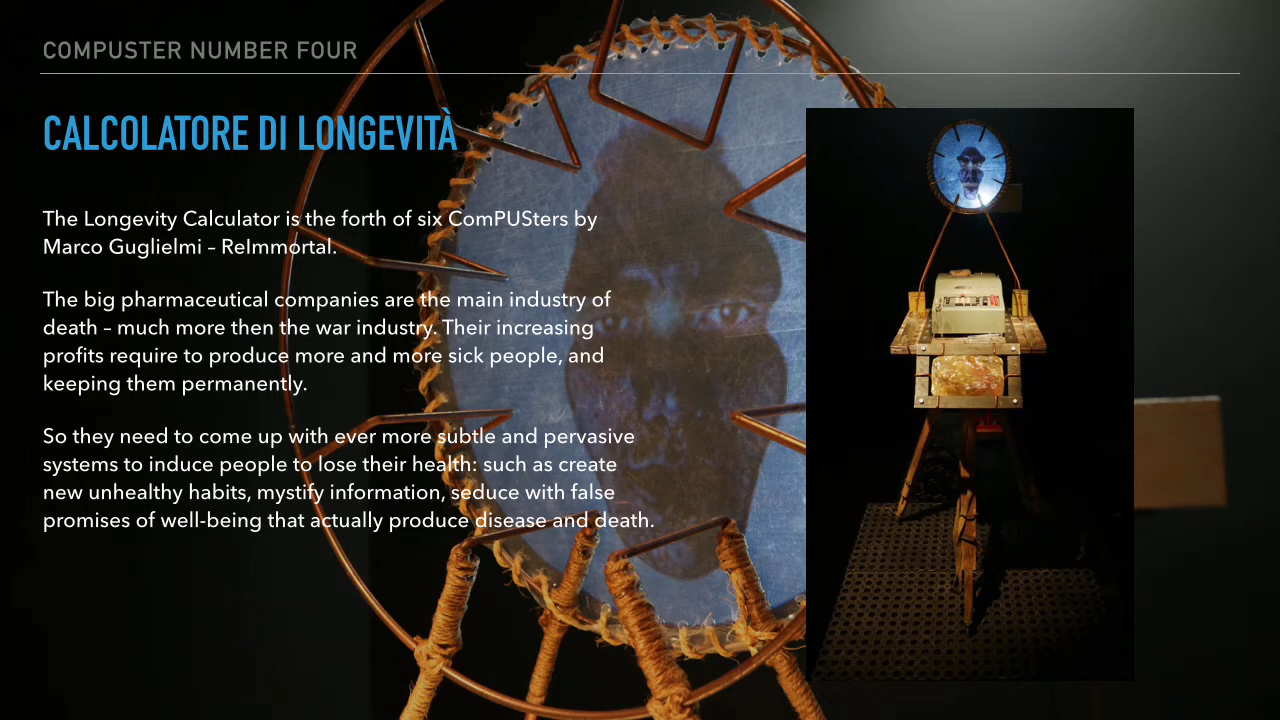 COMPUSTER NUMBER FOUR
CALCOLATORE DI LONGEVITÀ
The Longevity Calculator is the forth of six ComPUSters by
Marco Guglielmi – ReImmortal.
The big pharmaceutical companies are the main industry of
death – much more then the war industry. Their increasing
profits require to produce more and more sick people, and
keeping them permanently.
So they need to come up with ever more subtle and pervasive
systems to induce people to lose their health: such as create
new unhealthy habits, mystify information, seduce with false
promises of well-being that actually produce disease and death.